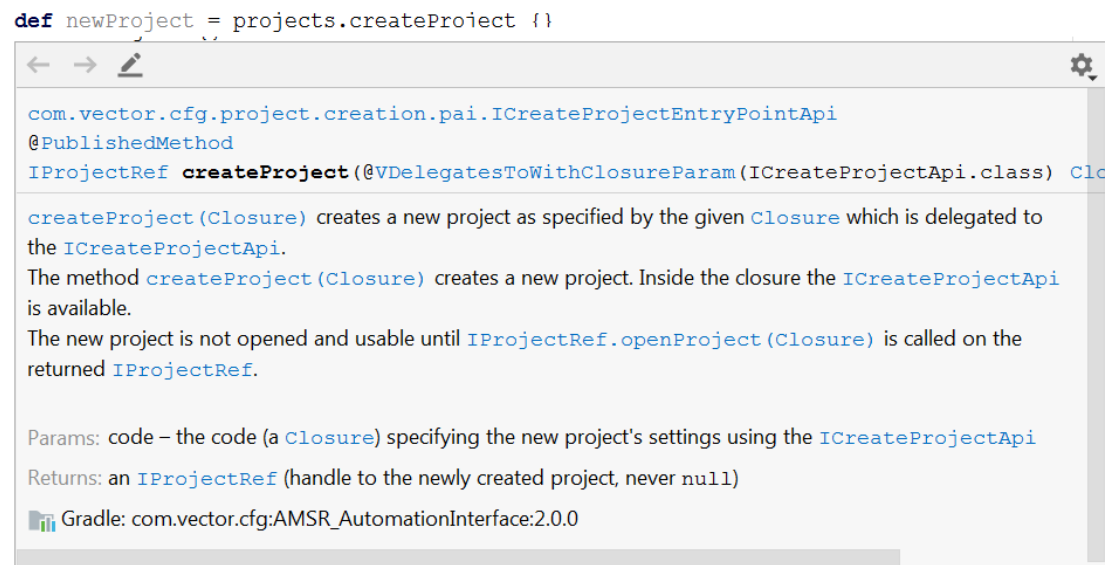 def newProject = projects.createProject {}
com.vector.cfg.project.creation.pai.ICreateProjectEntryPointApi
@PublishedMethod
IProjectRef createProject(@VDelegatesToWithClosureParam(ICreateProjectApi.class) Clo
createProject(Closure) creates a new project as specified by the given Closure which is delegated to
the ICreateProjectApi.
The method createProject(Closure) creates a new project. Inside the closure the ICreateProjectApi
is available.
The new project is not opened and usable until IProjectRef.openProject(Closure) is called on the
returned IProjectRef.
Params: code – the code (a Closure) specifying the new project's settings using the ICreateProjectApi
Returns: an IProjectRef (handle to the newly created project, never null)
Gradle: com.vector.cfg:AMSR_AutomationInterface:2.0.0